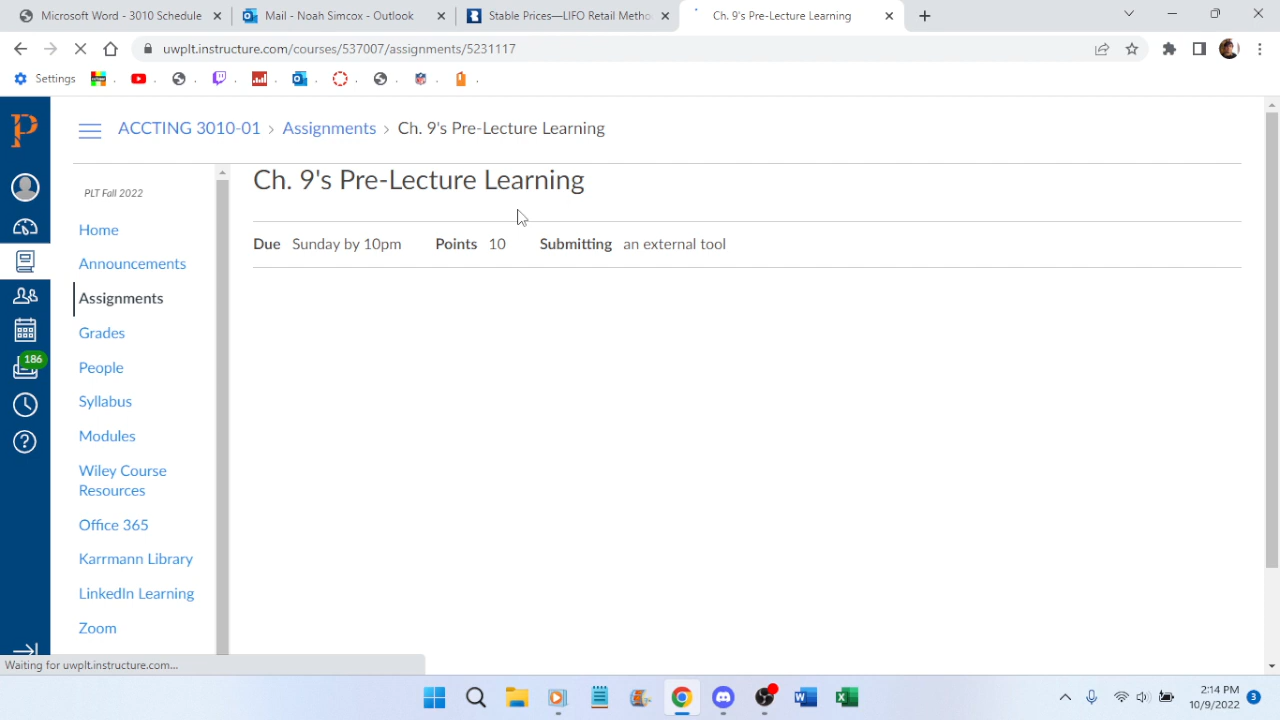 Microsoft Word - 3010 Schedule
Mail - Noah Simcox - Outlook
Stable Prices—LIFO Retail Metho
Ch. 9's Pre-Lecture Learning
uwplt.instructure.com/courses/537007/assignments/5231117
Settings
ACCTING 3010-01 › Assignments › Ch. 9's Pre-Lecture Learning
PLT Fall 2022
Ch. 9's Pre-Lecture Learning
Due Sunday by 10pm Points 10 Submitting an external tool
Home
Announcements
Assignments
Grades
People
186
Syllabus
Modules
Wiley Course
Resources
Office 365
Karrmann Library
LinkedIn Learning
Zoom
Waiting for uwplt.instructure.com...
2:14 PM
10/9/2022
3